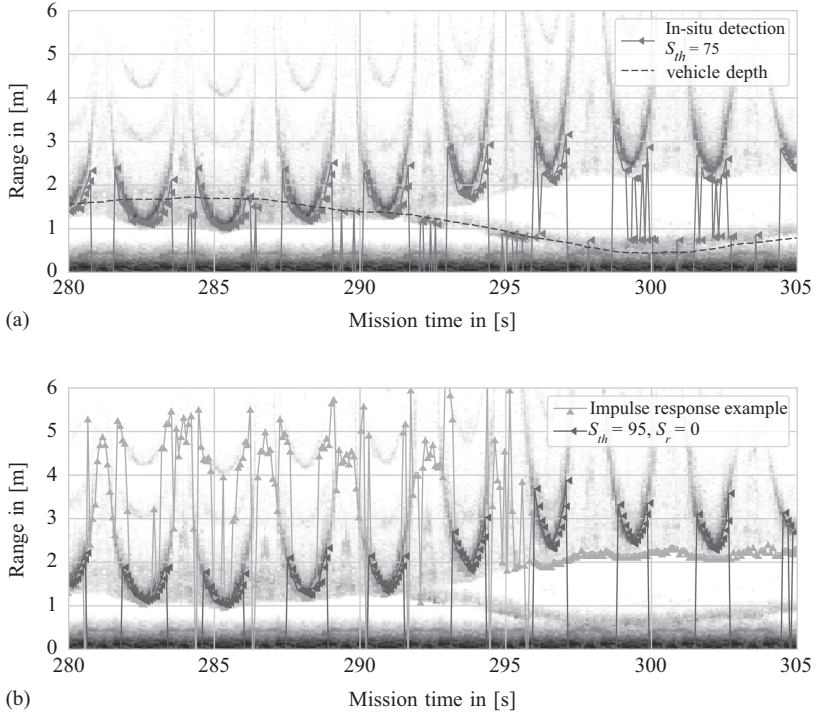 6
5
4
3
2
1
0
Range in [m]
In-situ detection
S_th = 75
vehicle depth
280 285 290 295 300 305
Mission time in [s]
(a)
6
5
4
3
2
1
0
Range in [m]
Impulse response example
S_th = 95, S_r = 0
280 285 290 295 300 305
Mission time in [s]
(b)